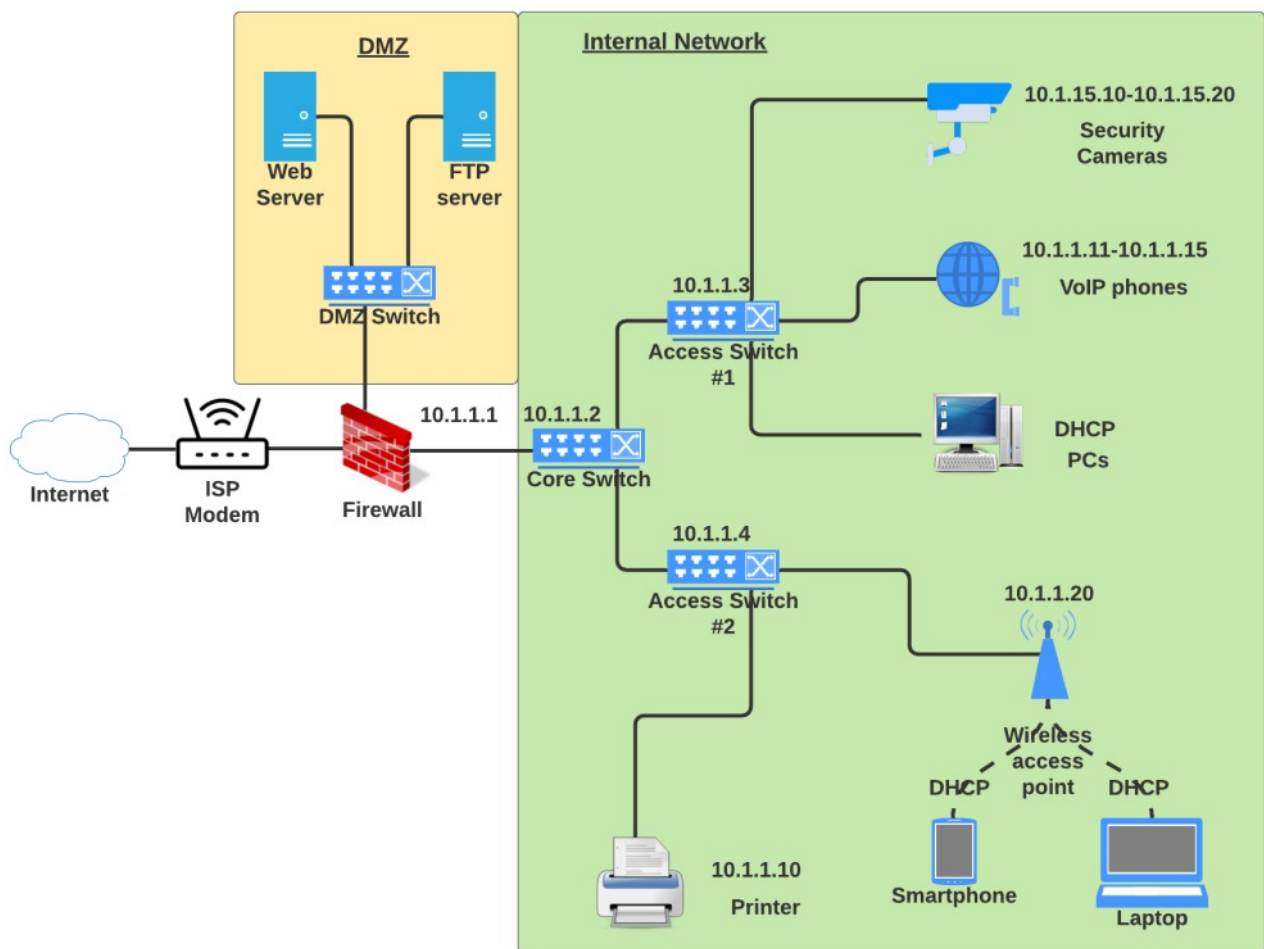 DMZ
Web
Server
FTP
server
DMZ Switch
Internet
ISP
Modem
Firewall
10.1.1.1
Internal Network
10.1.1.2
Core Switch
10.1.1.3
Access Switch
#1
10.1.15.10-10.1.15.20
Security
Cameras
10.1.1.11-10.1.1.15
VoIP phones
DHCP
PCs
10.1.1.4
Access Switch
#2
10.1.1.20
Wireless
access
point
DHCP
DHCP
Smartphone
Laptop
10.1.1.10
Printer